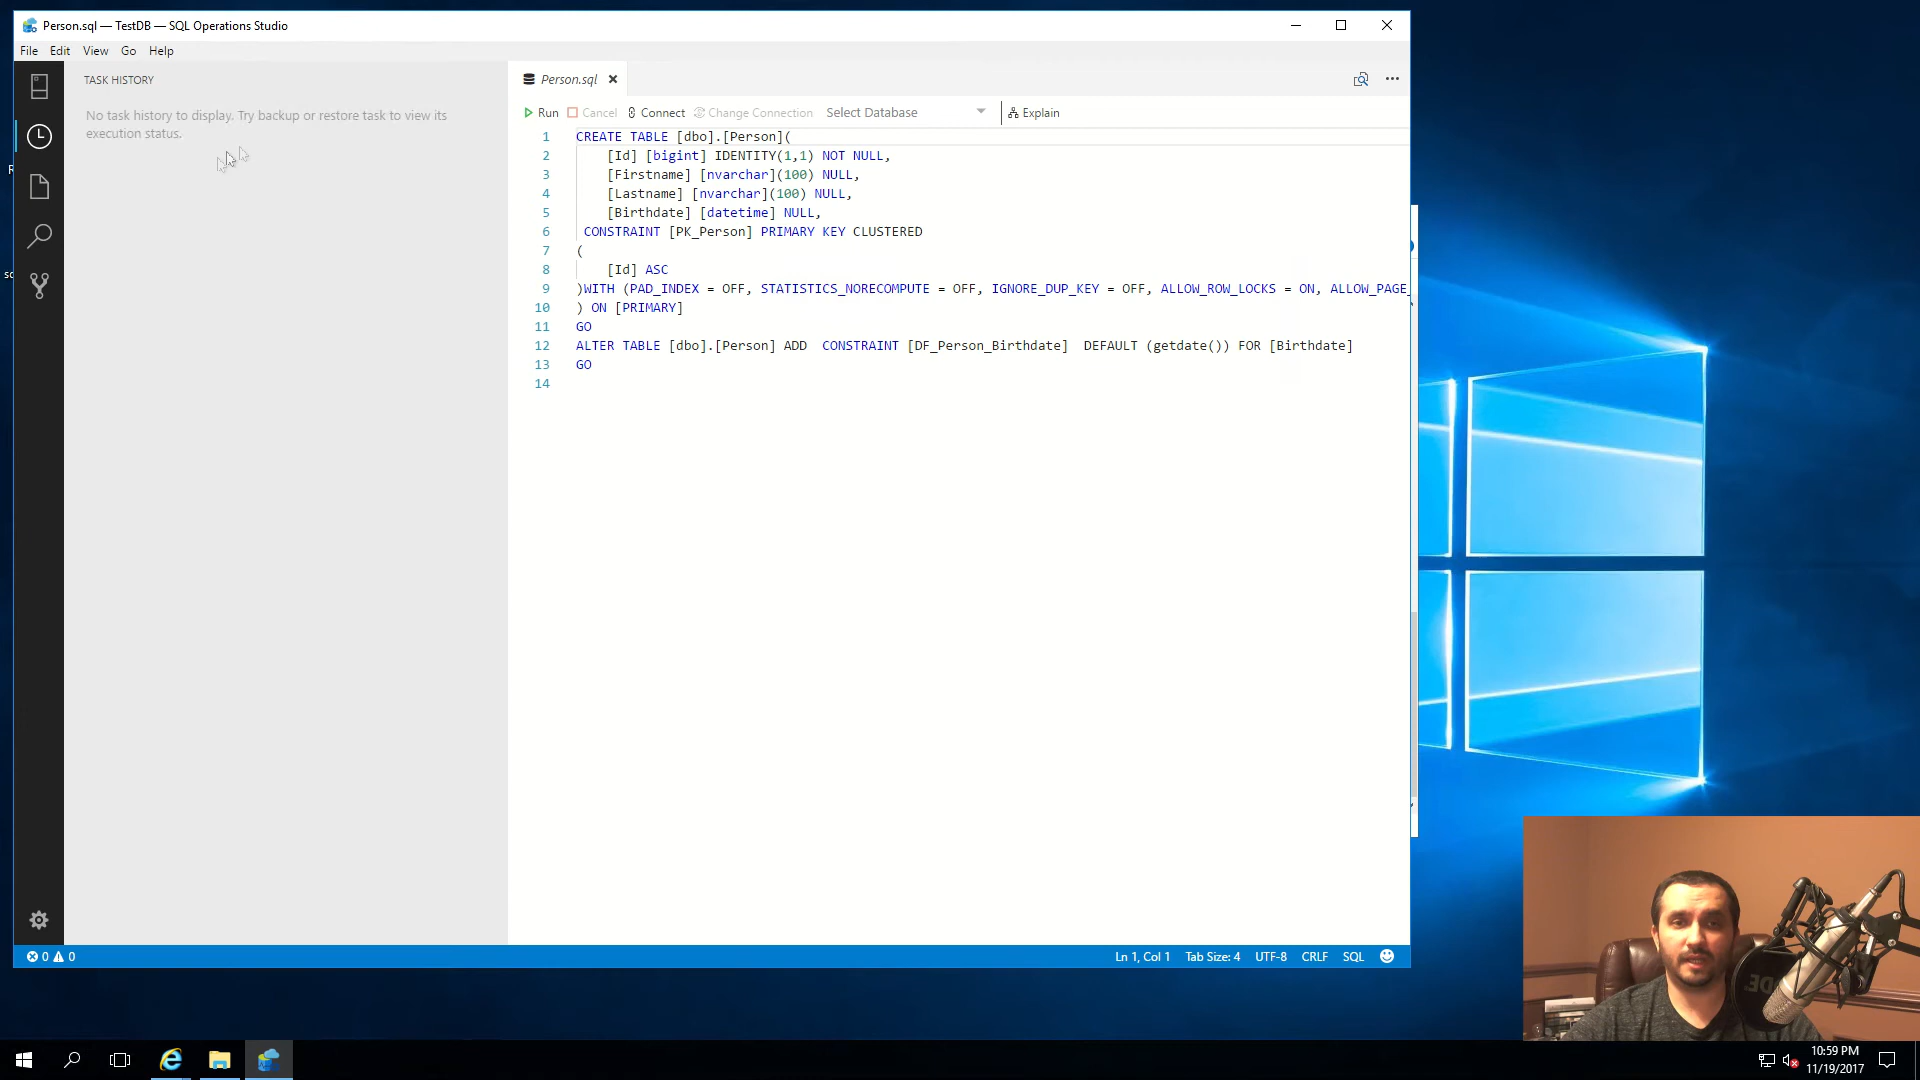 Person.sql — TestDB — SQL Operations Studio
File Edit View Go Help
TASK HISTORY
No task history to display. Try backup or restore task to view its
execution status.
Person.sql
Run Cancel Connect Change Connection Select Database Explain
1 CREATE TABLE [dbo].[Person](
2 [Id] [bigint] IDENTITY(1,1) NOT NULL,
3 [Firstname] [nvarchar](100) NULL,
4 [Lastname] [nvarchar](100) NULL,
5 [Birthdate] [datetime] NULL,
6 CONSTRAINT [PK_Person] PRIMARY KEY CLUSTERED
7 (
8 [Id] ASC
9 )WITH (PAD_INDEX = OFF, STATISTICS_NORECOMPUTE = OFF, IGNORE_DUP_KEY = OFF, ALLOW_ROW_LOCKS = ON, ALLOW_PAGE_
10 ) ON [PRIMARY]
11 GO
12 ALTER TABLE [dbo].[Person] ADD  CONSTRAINT [DF_Person_Birthdate]  DEFAULT (getdate()) FOR [Birthdate]
13 GO
14
0 0
Ln 1, Col 1 Tab Size: 4 UTF-8 CRLF SQL
10:59 PM
11/19/2017